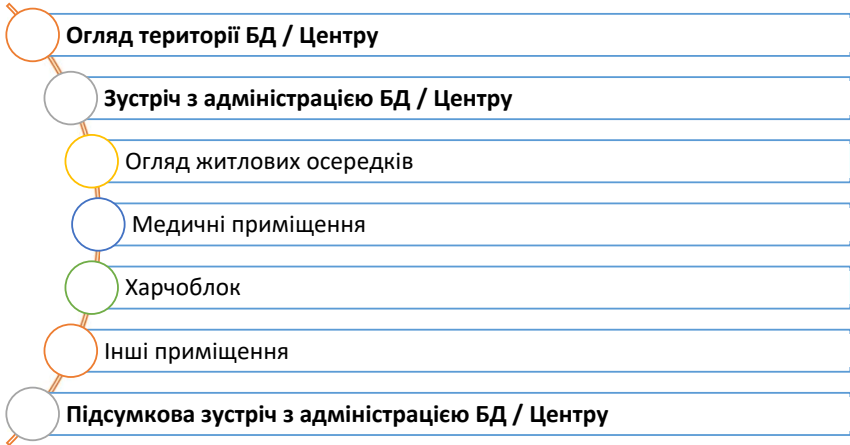 Огляд території БД / Центру
Зустріч з адміністрацією БД / Центру
Огляд житлових осередків
Медичні приміщення
Харчоблок
Інші приміщення
Підсумкова зустріч з адміністрацією БД / Центру